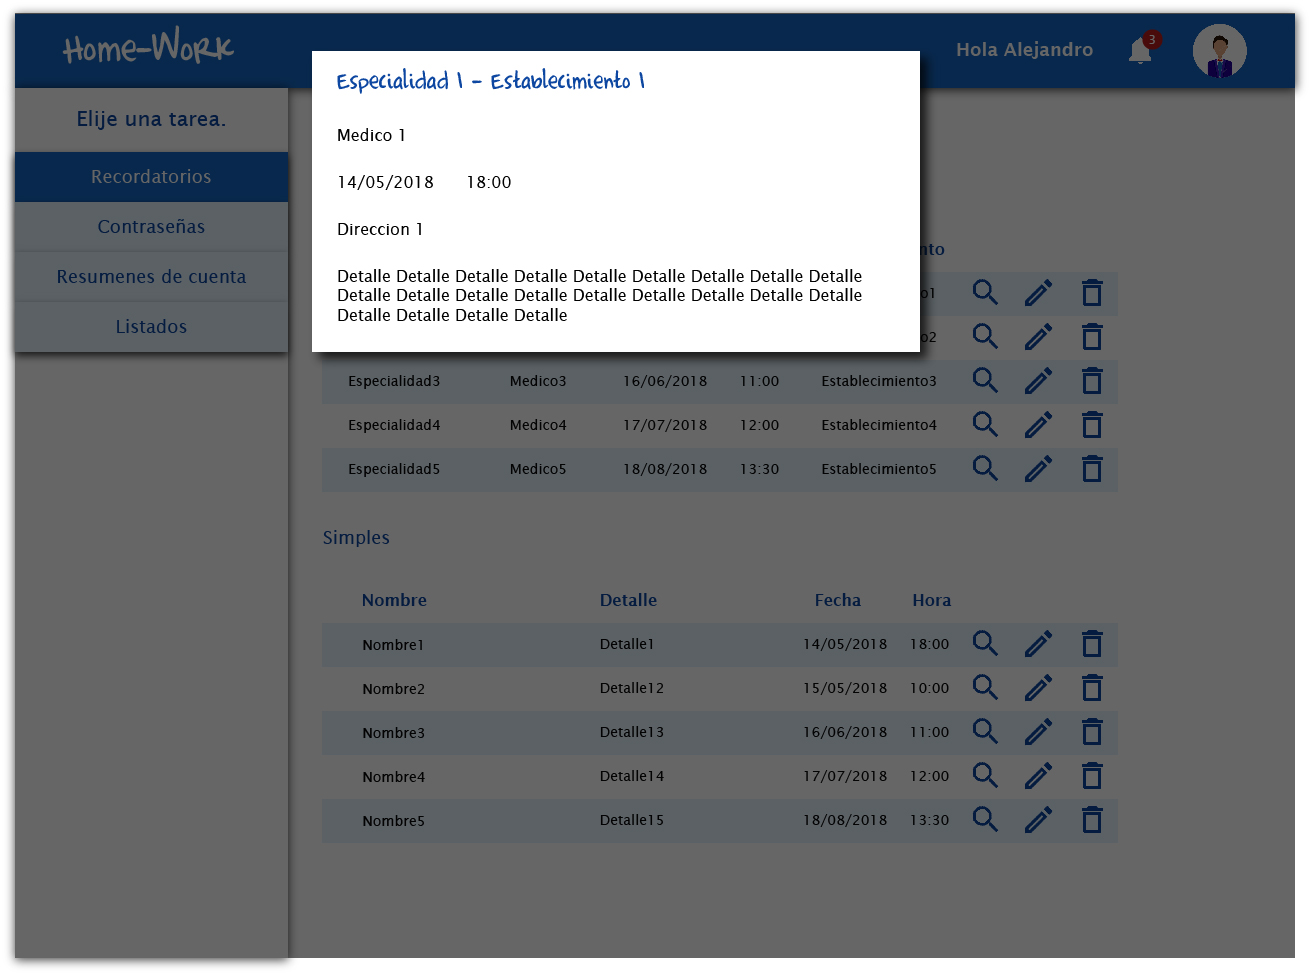 Home-Work
Hola Alejandro
3
Elije una tarea.
Recordatorios
Contraseñas
Resumenes de cuenta
Listados
Especialidad 1 - Establecimiento 1
Medico 1
14/05/2018 18:00
Direccion 1
Detalle Detalle Detalle Detalle Detalle Detalle Detalle Detalle Detalle
Detalle Detalle Detalle Detalle Detalle Detalle Detalle Detalle Detalle
Detalle Detalle Detalle Detalle
nto
o1
o2
Especialidad3 Medico3 16/06/2018 11:00 Establecimiento3
Especialidad4 Medico4 17/07/2018 12:00 Establecimiento4
Especialidad5 Medico5 18/08/2018 13:30 Establecimiento5
Simples
Nombre Detalle Fecha Hora
Nombre1 Detalle1 14/05/2018 18:00
Nombre2 Detalle12 15/05/2018 10:00
Nombre3 Detalle13 16/06/2018 11:00
Nombre4 Detalle14 17/07/2018 12:00
Nombre5 Detalle15 18/08/2018 13:30